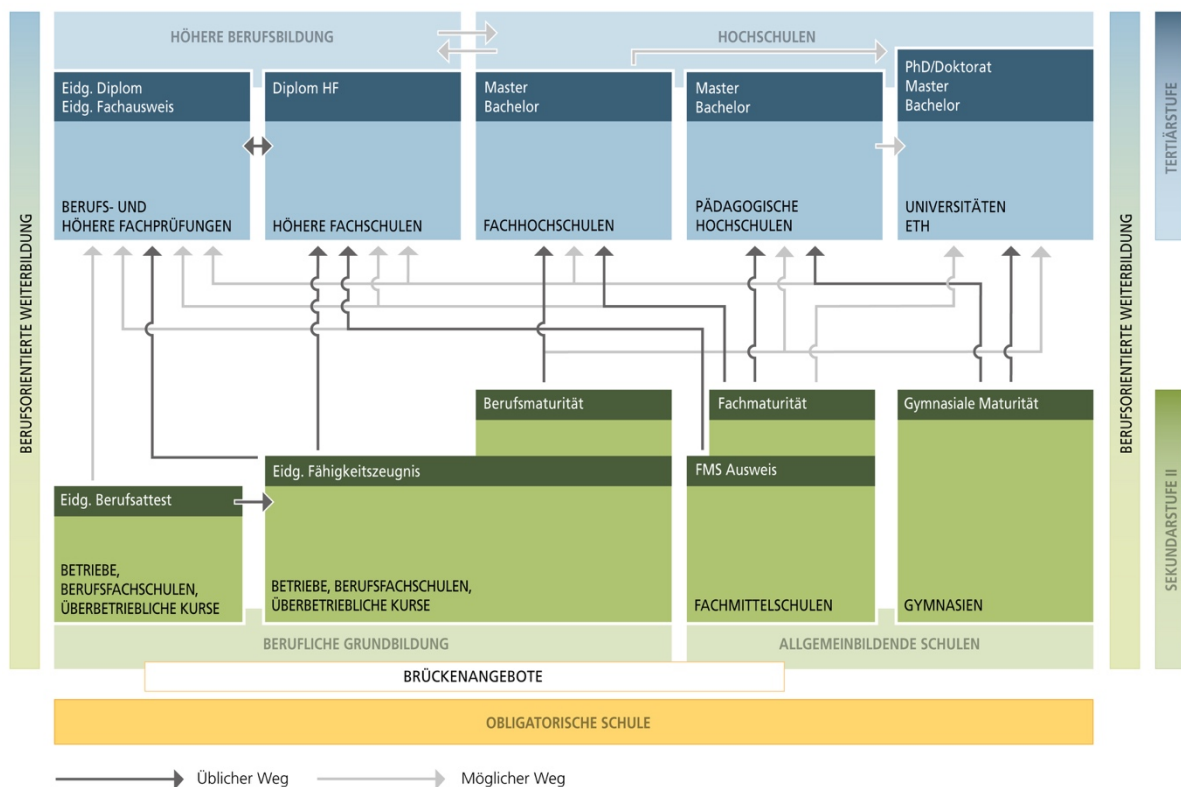 HÖHERE BERUFSBILDUNG
HOCHSCHULEN
Eidg. Diplom
Eidg. Fachausweis
BERUFS- UND
HÖHERE FACHPRÜFUNGEN
Diplom HF
HÖHERE FACHSCHULEN
Master
Bachelor
FACHHOCHSCHULEN
Master
Bachelor
PÄDAGOGISCHE
HOCHSCHULEN
PhD/Doktorat
Master
Bachelor
UNIVERSITÄTEN
ETH
BERUFSORIENTIERTE WEITERBILDUNG
BERUFSORIENTIERTE WEITERBILDUNG
TERTIÄRSTUFE
SEKUNDARSTUFE II
Berufsmaturität
Fachmaturität
Gymnasiale Maturität
Eidg. Fähigkeitszeugnis
FMS Ausweis
Eidg. Berufsattest
BETRIEBE,
BERUFSFACHSCHULEN,
ÜBERBETRIEBLICHE KURSE
BETRIEBE, BERUFSFACHSCHULEN,
ÜBERBETRIEBLICHE KURSE
FACHMITTELSCHULEN
GYMNASIEN
BERUFLICHE GRUNDBILDUNG
ALLGEMEINBILDENDE SCHULEN
BRÜCKENANGEBOTE
OBLIGATORISCHE SCHULE
Üblicher Weg
Möglicher Weg